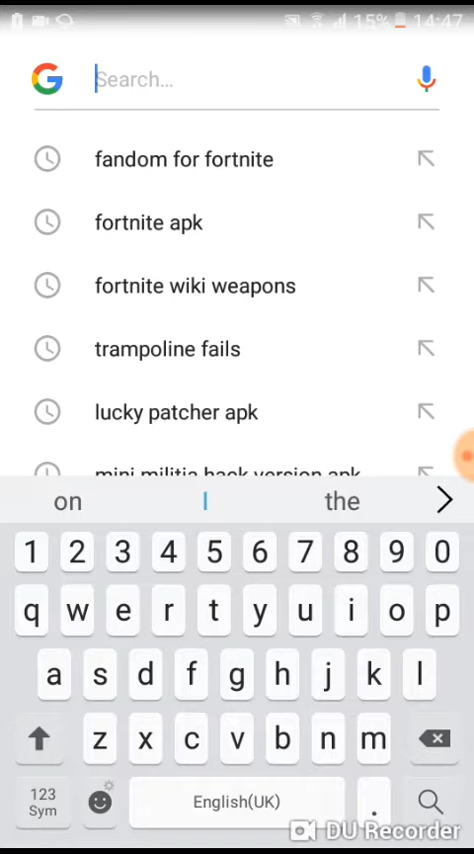 15% 14:47
Search...
fandom for fortnite
fortnite apk
fortnite wiki weapons
trampoline fails
lucky patcher apk
mini militia hack version apk
on I the
1 2 3 4 5 6 7 8 9 0
q w e r t y u i o p
a s d f g h j k l
z x c v b n m
123
Sym
English(UK)
.
DU Recorder